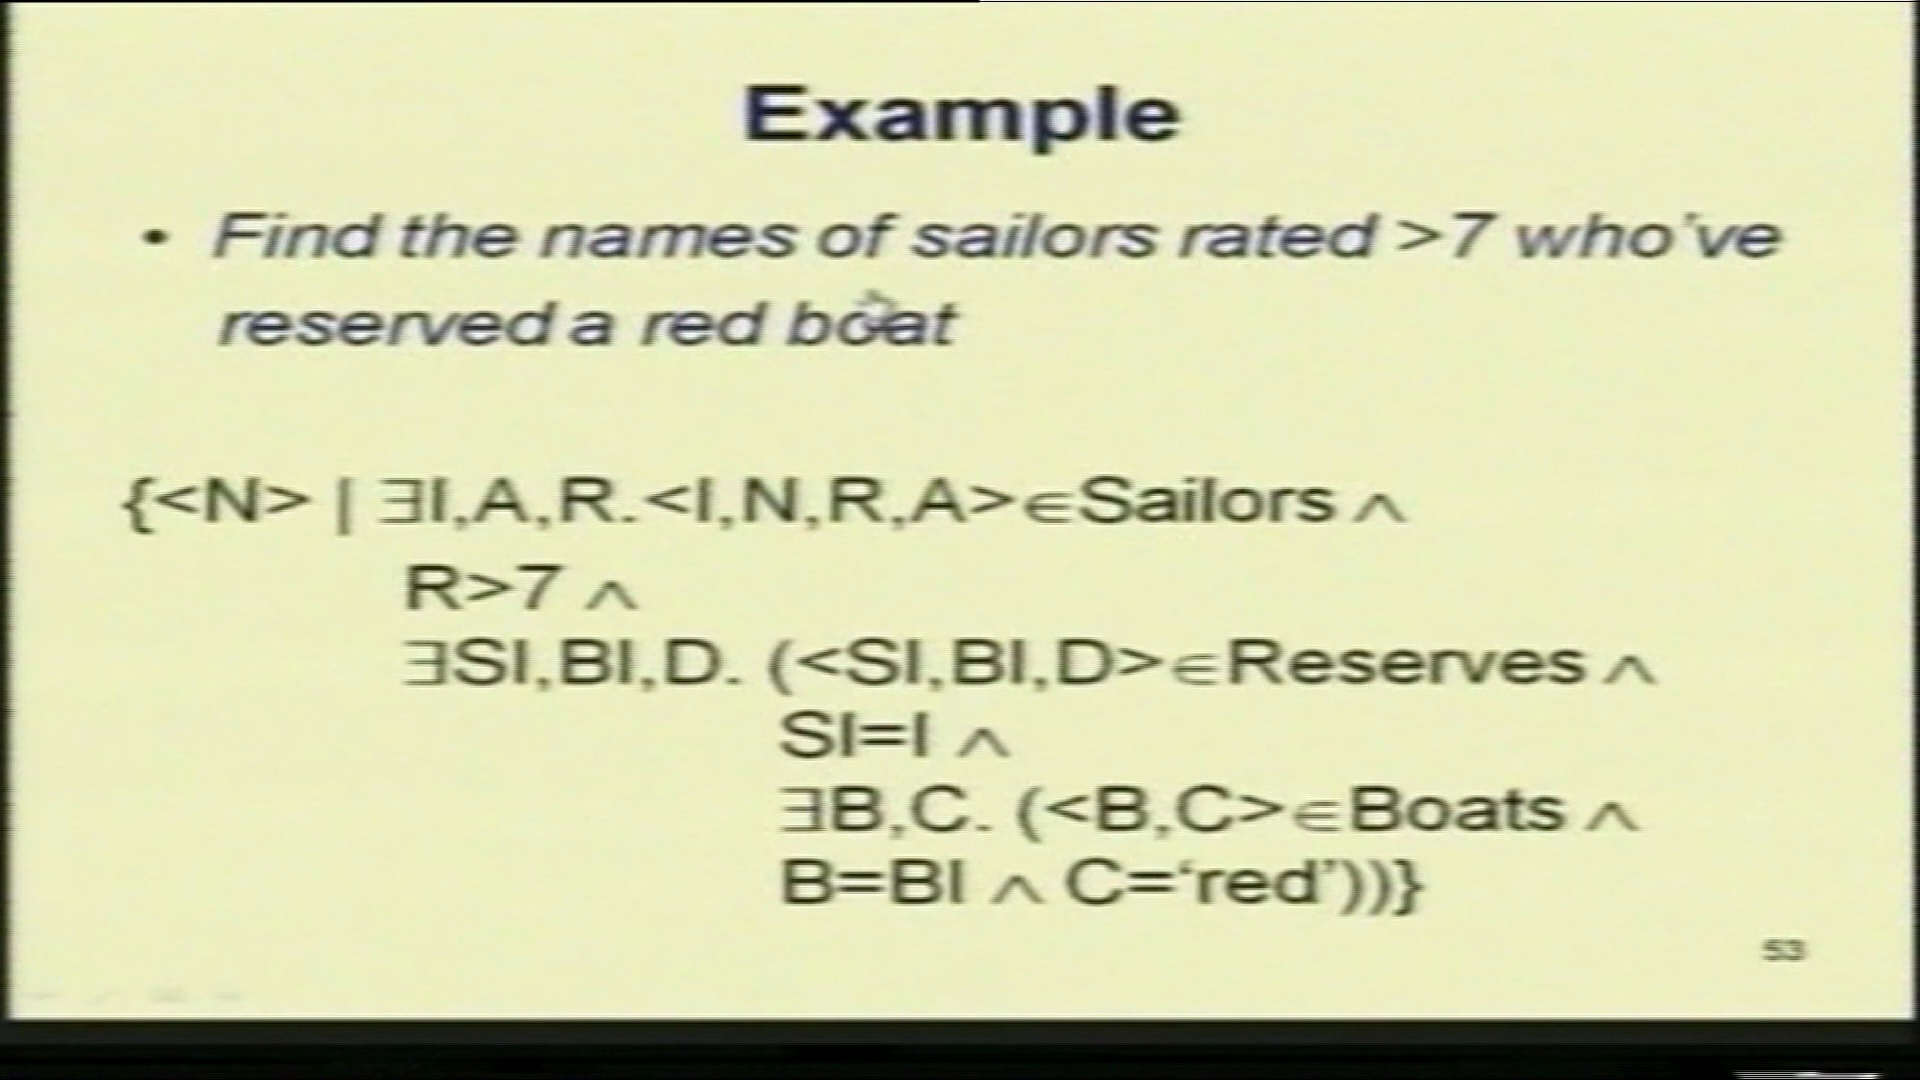 Example
• Find the names of sailors rated >7 who've
reserved a red boat
{<N> | ∃I,A,R.<I,N,R,A>∈Sailors ∧
R>7 ∧
∃SI,BI,D. (<SI,BI,D>∈Reserves ∧
SI=I ∧
∃B,C. (<B,C>∈Boats ∧
B=BI ∧ C=‘red’))}
53